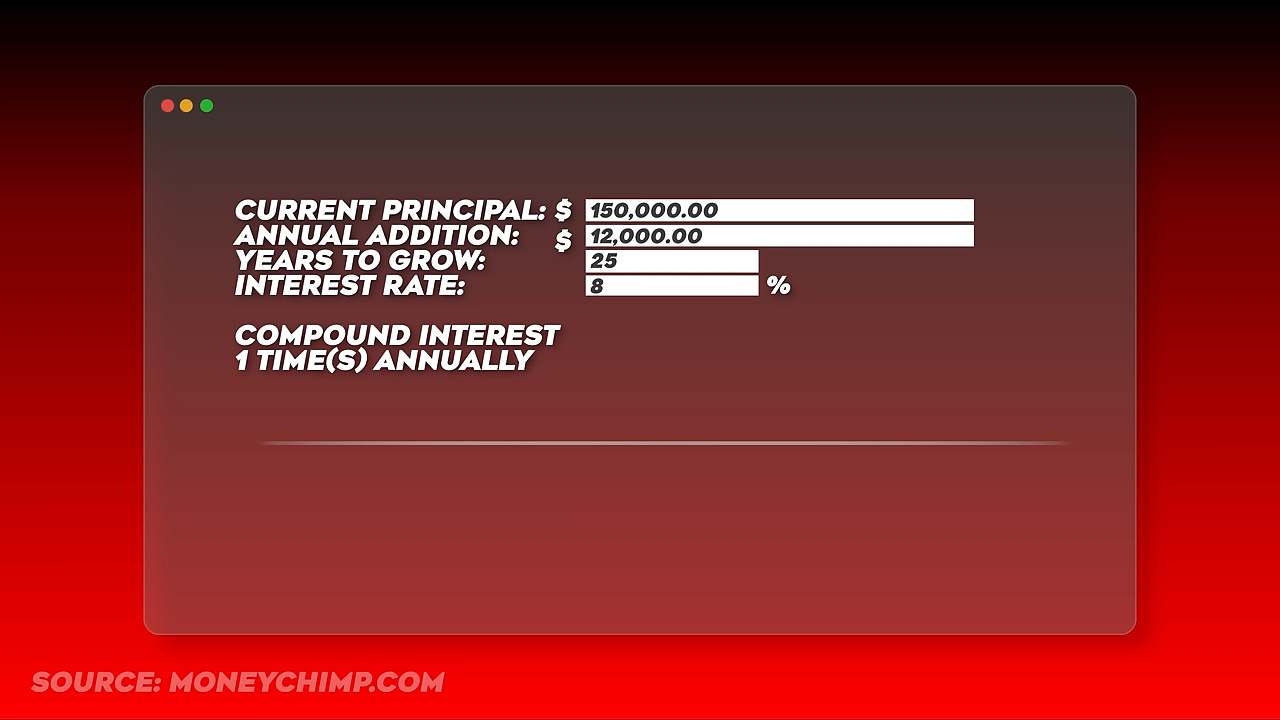 CURRENT PRINCIPAL: $ 150,000.00
ANNUAL ADDITION: $ 12,000.00
YEARS TO GROW: 25
INTEREST RATE: 8 %
COMPOUND INTEREST
1 TIME(S) ANNUALLY
SOURCE: MONEYCHIMP.COM